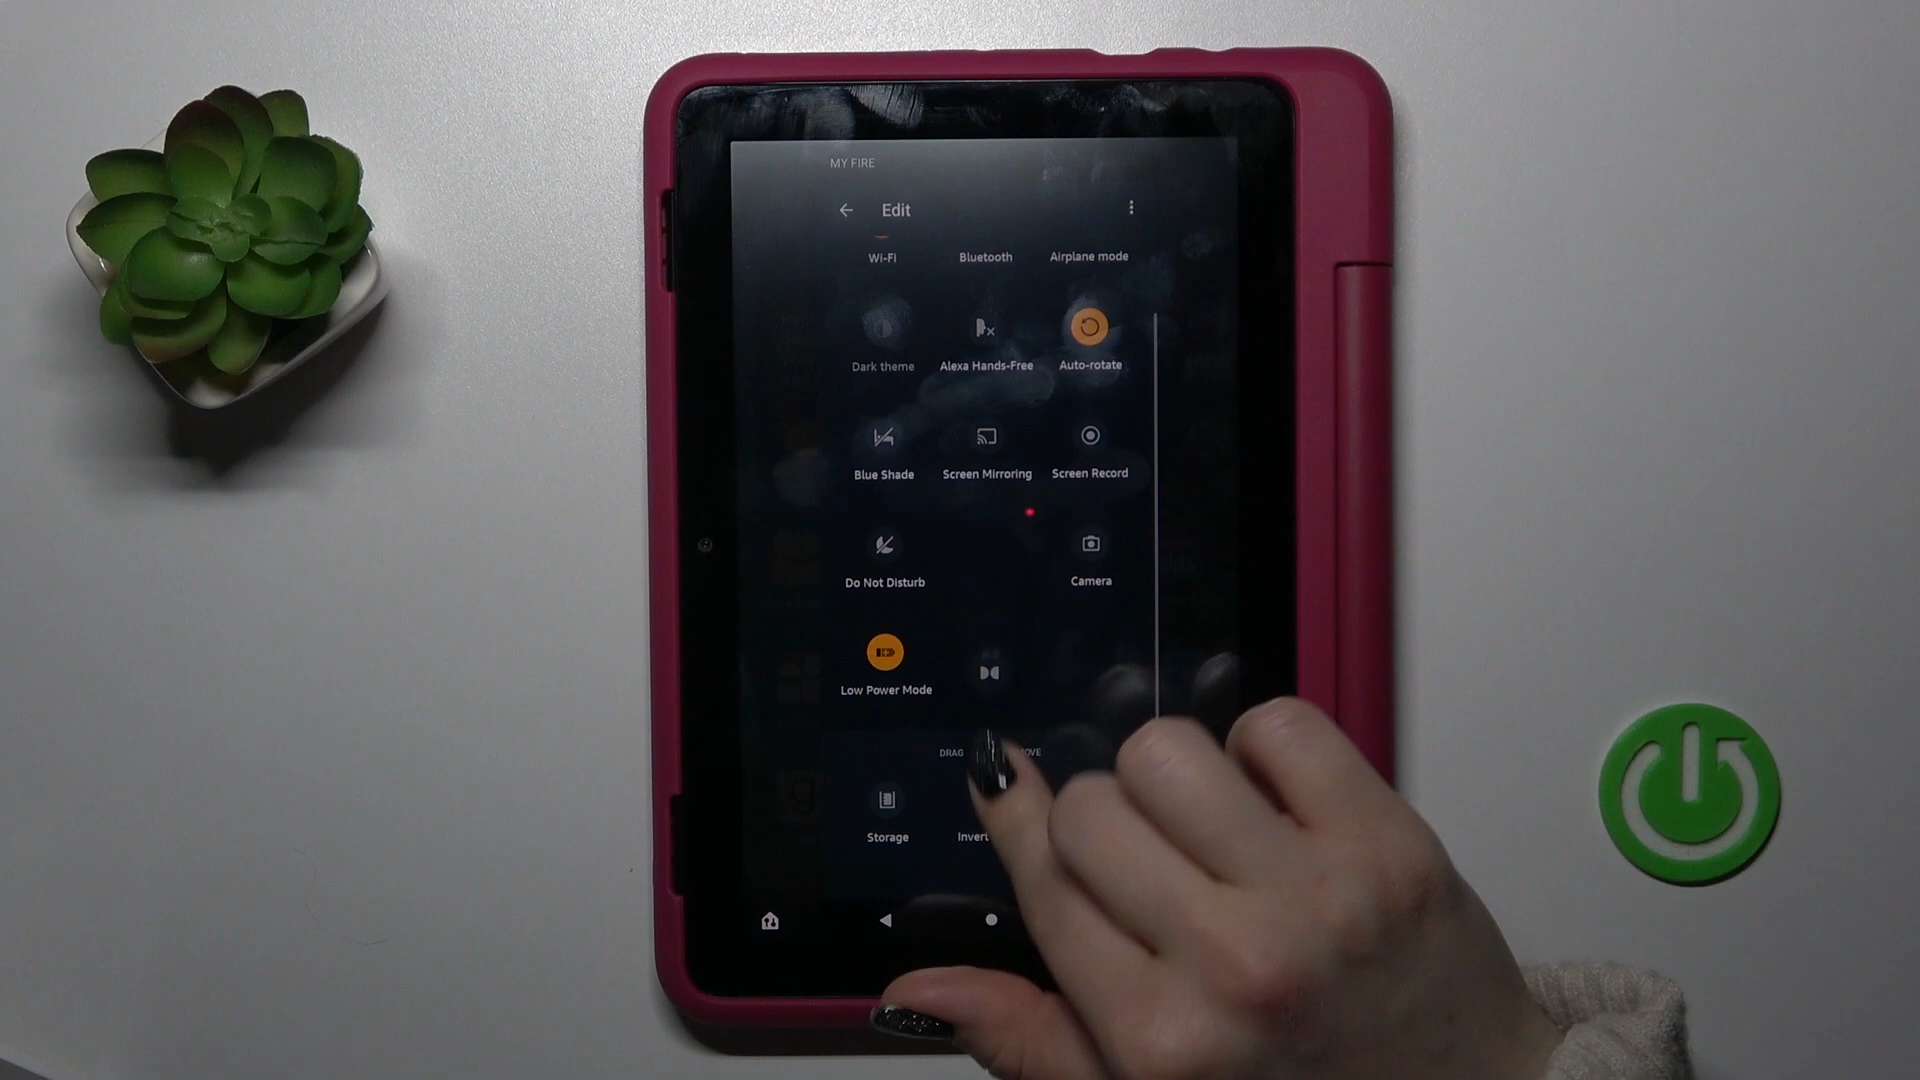 MY FIRE
Edit
Wi-Fi Bluetooth Airplane mode
Dark theme Alexa Hands-Free Auto-rotate
Blue Shade Screen Mirroring Screen Record
Do Not Disturb Camera
Low Power Mode
DRAG
Storage Invert